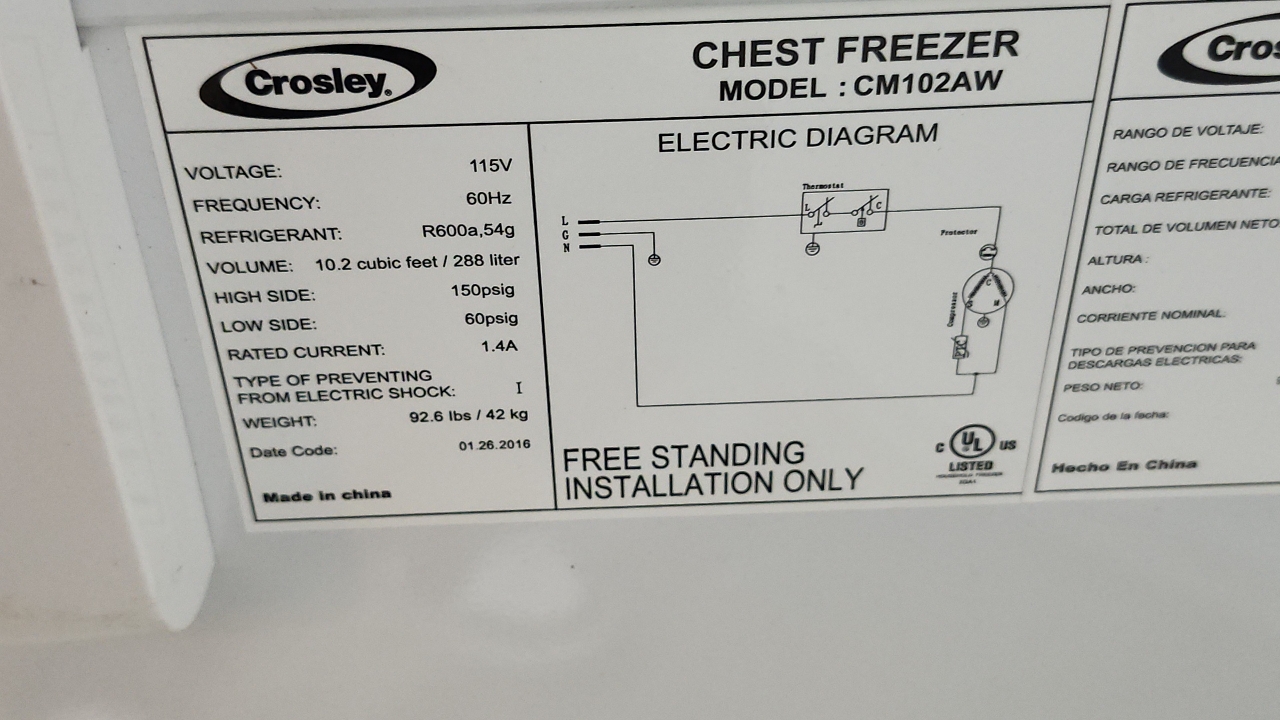 Crosley
CHEST FREEZER
MODEL : CM102AW
VOLTAGE: 115V
FREQUENCY: 60Hz
REFRIGERANT: R600a,54g
VOLUME: 10.2 cubic feet / 288 liter
HIGH SIDE: 150psig
LOW SIDE: 60psig
RATED CURRENT: 1.4A
TYPE OF PREVENTING
FROM ELECTRIC SHOCK: I
WEIGHT: 92.6 lbs / 42 kg
Date Code: 01.26.2016
Made in china
ELECTRIC DIAGRAM
Thermostat
L C
L
G
N
Protector
C
S M
Compressor
FREE STANDING
INSTALLATION ONLY
C UL US
LISTED
HOUSEHOLD FREEZER
Cros
RANGO DE VOLTAJE:
RANGO DE FRECUENCIA
CARGA REFRIGERANTE:
TOTAL DE VOLUMEN NETO
ALTURA:
ANCHO:
CORRIENTE NOMINAL:
TIPO DE PREVENCION PARA
DESCARGAS ELECTRICAS:
PESO NETO:
Codigo de la fecha:
Hecho En China